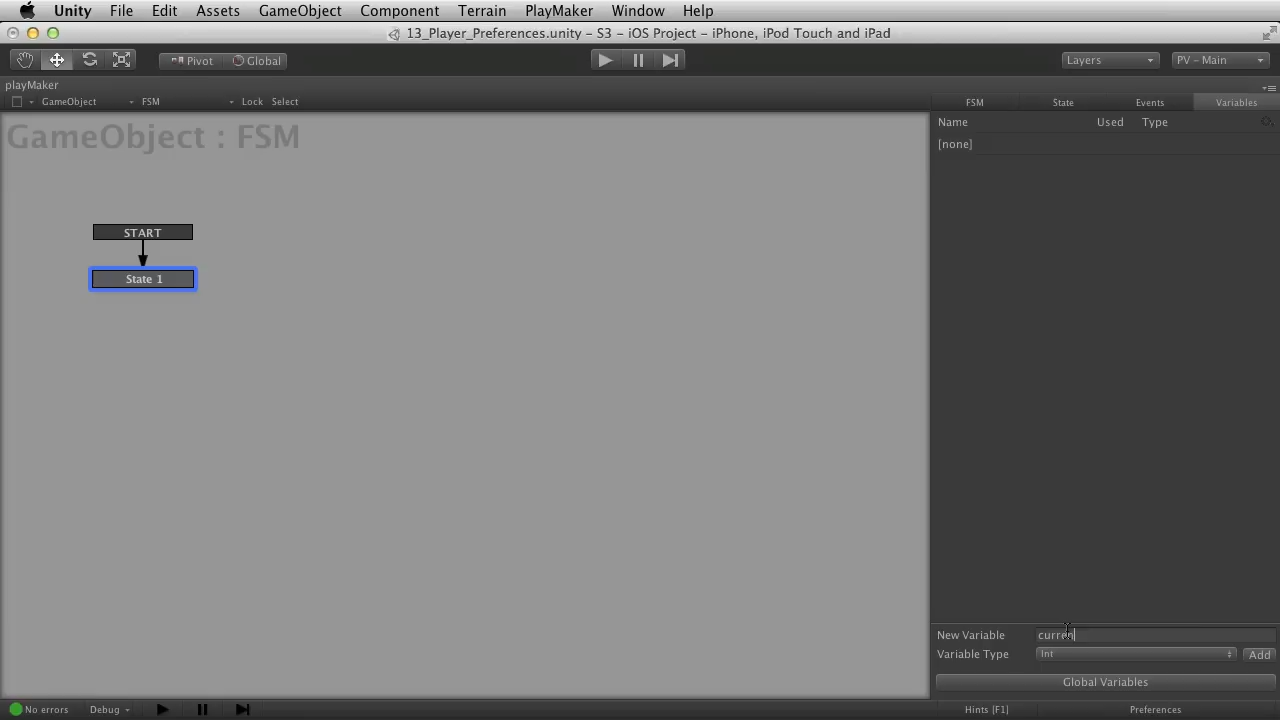 Unity File Edit Assets GameObject Component Terrain PlayMaker Window Help
13_Player_Preferences.unity – S3 – iOS Project – iPhone, iPod Touch and iPad
Pivot Global Layers PV – Main
playMaker
GameObject FSM Lock Select FSM State Events Variables
GameObject : FSM
Name Used Type
[none]
START
State 1
New Variable curren
Variable Type Int Add
Global Variables
No errors Debug Hints [F1] Preferences